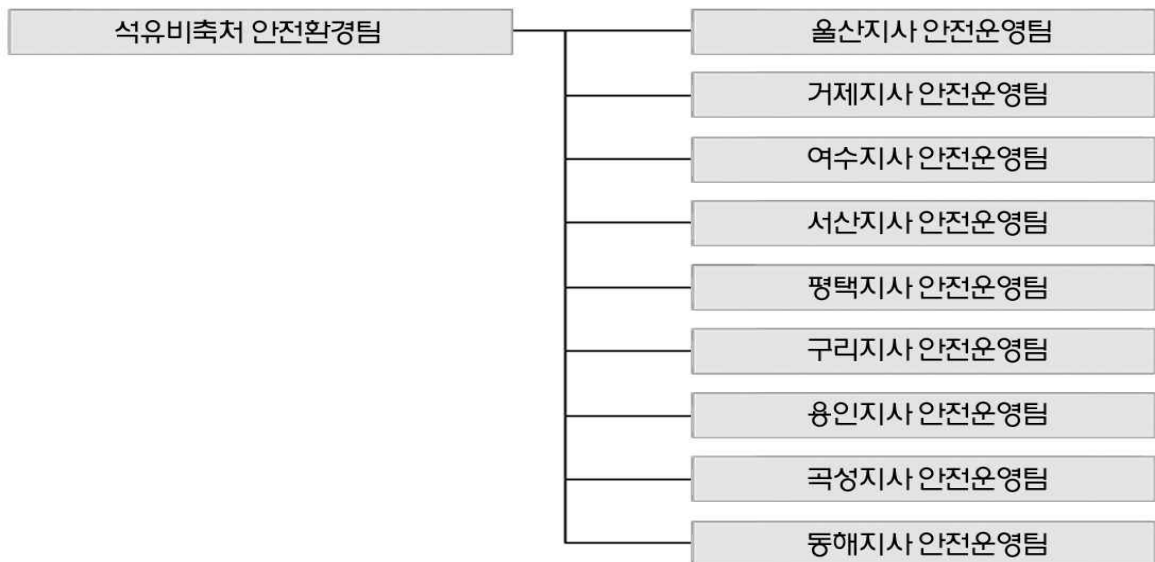 석유비축처 안전환경팀
울산지사 안전운영팀
거제지사 안전운영팀
여수지사 안전운영팀
서산지사 안전운영팀
평택지사 안전운영팀
구리지사 안전운영팀
용인지사 안전운영팀
곡성지사 안전운영팀
동해지사 안전운영팀